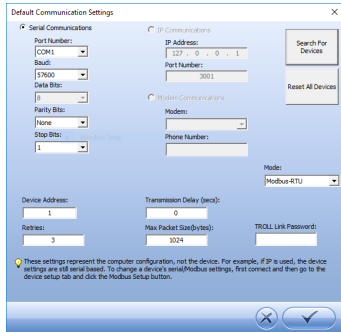 Default Communication Settings
Serial Communications
Port Number:
COM1
Baud:
57600
Data Bits:
8
Parity Bits:
None
Stop Bits:
1
IP Communications
IP Address:
127 . 0 . 0 . 1
Port Number:
3001
Modem Communications
Modem:
Phone Number:
Search For
Devices
Reset All Devices
Mode:
Modbus-RTU
Device Address:
1
Transmission Delay (secs):
0
Retries:
3
Max Packet Size(bytes):
1024
TROLL Link Password:
These settings represent the computer configuration, not the device. For example, if IP is used, the device
settings are still serial based. To change a device's serial/Modbus settings, first connect and then go to the
device setup tab and click the Modbus Setup button.